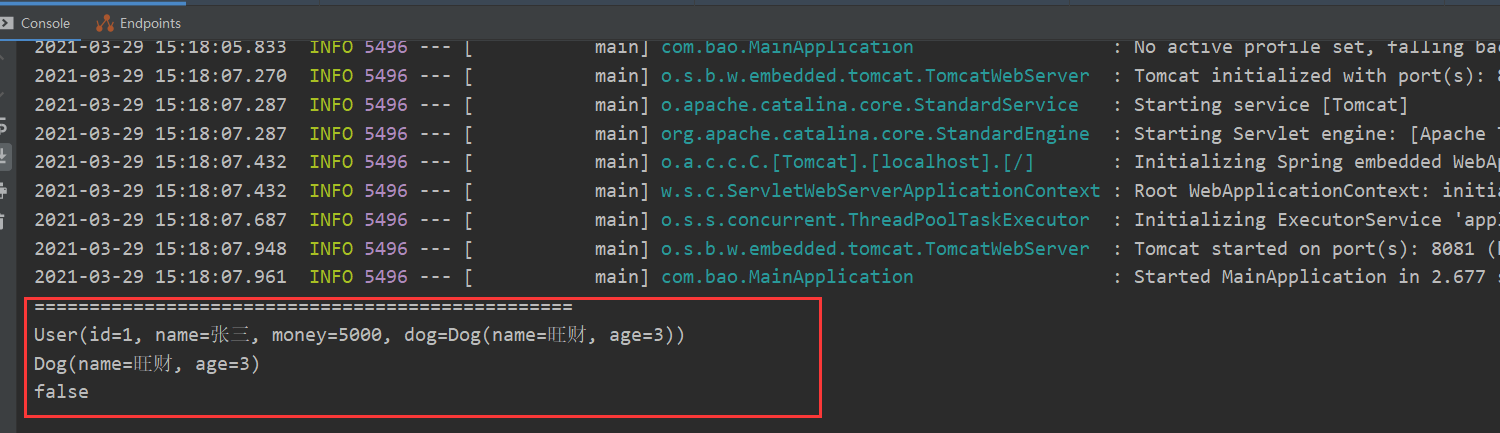 Console Endpoints
2021-03-29 15:18:05.833 INFO 5496 --- [ main] com.bao.MainApplication : No active profile set, falling bac
2021-03-29 15:18:07.270 INFO 5496 --- [ main] o.s.b.w.embedded.tomcat.TomcatWebServer : Tomcat initialized with port(s): 8
2021-03-29 15:18:07.287 INFO 5496 --- [ main] o.apache.catalina.core.StandardService : Starting service [Tomcat]
2021-03-29 15:18:07.287 INFO 5496 --- [ main] org.apache.catalina.core.StandardEngine : Starting Servlet engine: [Apache T
2021-03-29 15:18:07.432 INFO 5496 --- [ main] o.a.c.c.C.[Tomcat].[localhost].[/] : Initializing Spring embedded WebAp
2021-03-29 15:18:07.432 INFO 5496 --- [ main] w.s.c.ServletWebServerApplicationContext : Root WebApplicationContext: initia
2021-03-29 15:18:07.687 INFO 5496 --- [ main] o.s.s.concurrent.ThreadPoolTaskExecutor : Initializing ExecutorService 'appl
2021-03-29 15:18:07.948 INFO 5496 --- [ main] o.s.b.w.embedded.tomcat.TomcatWebServer : Tomcat started on port(s): 8081 (h
2021-03-29 15:18:07.961 INFO 5496 --- [ main] com.bao.MainApplication : Started MainApplication in 2.677 s
=================================================
User(id=1, name=张三, money=5000, dog=Dog(name=旺财, age=3))
Dog(name=旺财, age=3)
false